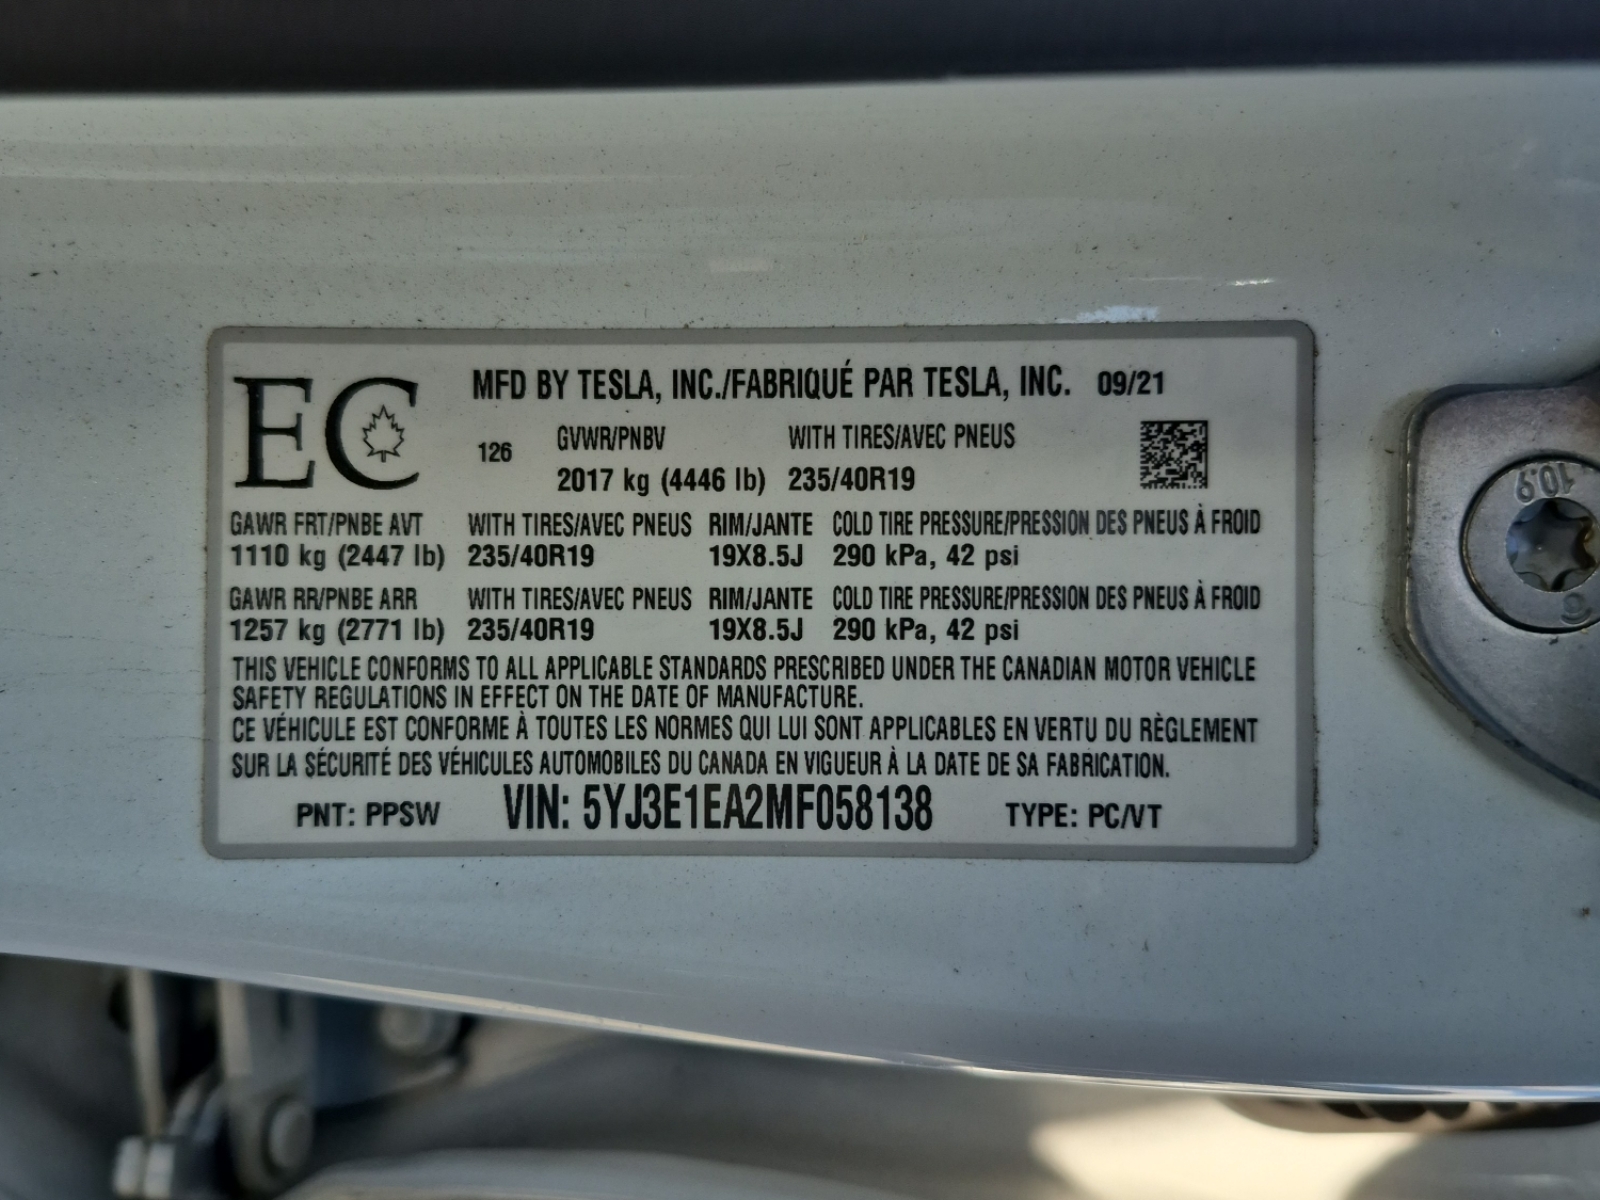 EC
MFD BY TESLA, INC./FABRIQUÉ PAR TESLA, INC. 09/21
126 GVWR/PNBV WITH TIRES/AVEC PNEUS
2017 kg (4446 lb) 235/40R19
GAWR FRT/PNBE AVT WITH TIRES/AVEC PNEUS RIM/JANTE COLD TIRE PRESSURE/PRESSION DES PNEUS À FROID
1110 kg (2447 lb) 235/40R19 19X8.5J 290 kPa, 42 psi
GAWR RR/PNBE ARR WITH TIRES/AVEC PNEUS RIM/JANTE COLD TIRE PRESSURE/PRESSION DES PNEUS À FROID
1257 kg (2771 lb) 235/40R19 19X8.5J 290 kPa, 42 psi
THIS VEHICLE CONFORMS TO ALL APPLICABLE STANDARDS PRESCRIBED UNDER THE CANADIAN MOTOR VEHICLE
SAFETY REGULATIONS IN EFFECT ON THE DATE OF MANUFACTURE.
CE VÉHICULE EST CONFORME À TOUTES LES NORMES QUI LUI SONT APPLICABLES EN VERTU DU RÈGLEMENT
SUR LA SÉCURITÉ DES VÉHICULES AUTOMOBILES DU CANADA EN VIGUEUR À LA DATE DE SA FABRICATION.
PNT: PPSW VIN: 5YJ3E1EA2MF058138 TYPE: PC/VT
10.9